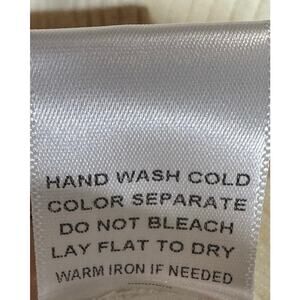 HAND WASH COLD
COLOR SEPARATE
DO NOT BLEACH
LAY FLAT TO DRY
WARM IRON IF NEEDED